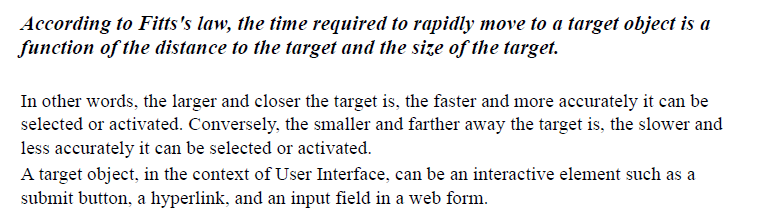 According to Fitts's law, the time required to rapidly move to a target object is a
function of the distance to the target and the size of the target.
In other words, the larger and closer the target is, the faster and more accurately it can be
selected or activated. Conversely, the smaller and farther away the target is, the slower and
less accurately it can be selected or activated.
A target object, in the context of User Interface, can be an interactive element such as a
submit button, a hyperlink, and an input field in a web form.